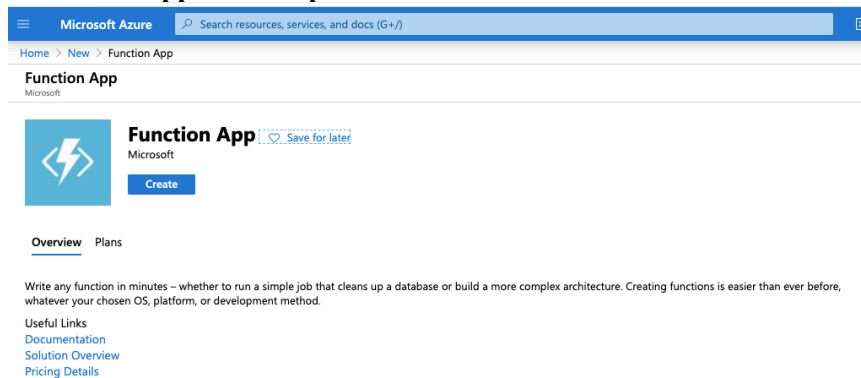 Microsoft Azure
Search resources, services, and docs (G+/)
Home > New > Function App
Function App
Microsoft
Function App
Save for later
Microsoft
Create
Overview Plans
Write any function in minutes – whether to run a simple job that cleans up a database or build a more complex architecture. Creating functions is easier than ever before,
whatever your chosen OS, platform, or development method.
Useful Links
Documentation
Solution Overview
Pricing Details